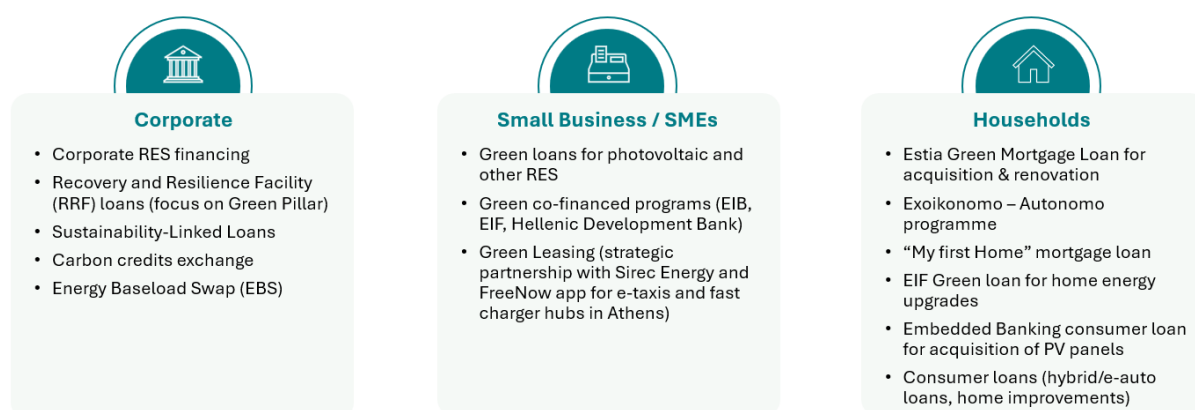 Corporate
• Corporate RES financing
• Recovery and Resilience Facility
(RRF) loans (focus on Green Pillar)
• Sustainability-Linked Loans
• Carbon credits exchange
• Energy Baseload Swap (EBS)
Small Business / SMEs
• Green loans for photovoltaic and
other RES
• Green co-financed programs (EIB,
EIF, Hellenic Development Bank)
• Green Leasing (strategic
partnership with Sirec Energy and
FreeNow app for e-taxis and fast
charger hubs in Athens)
Households
• Estia Green Mortgage Loan for
acquisition & renovation
• Exoikonomo – Autonomo
programme
• “My first Home” mortgage loan
• EIF Green loan for home energy
upgrades
• Embedded Banking consumer loan
for acquisition of PV panels
• Consumer loans (hybrid/e-auto
loans, home improvements)